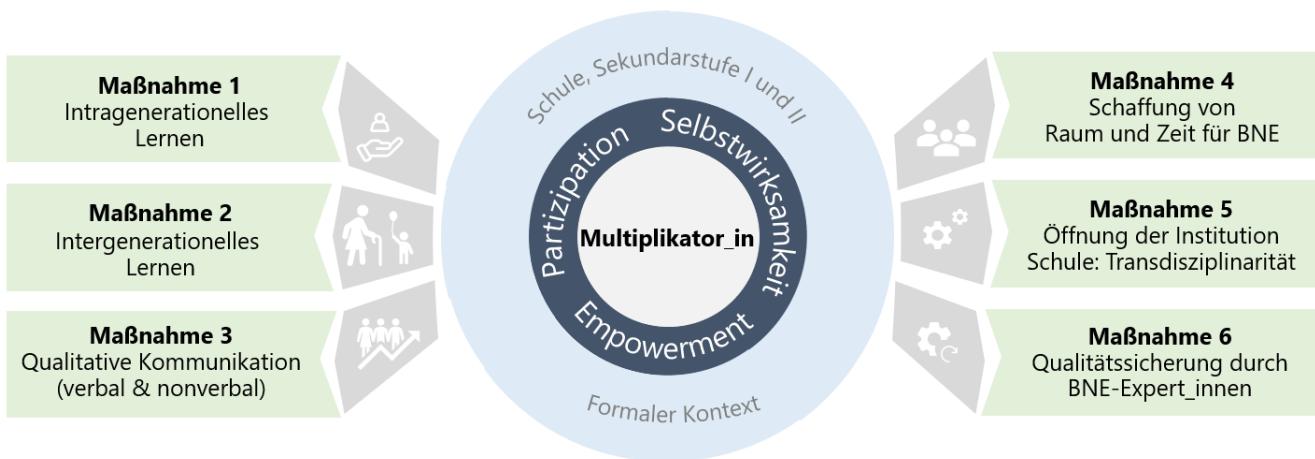 Maßnahme 1
Intragenerationelles
Lernen
Maßnahme 2
Intergenerationelles
Lernen
Maßnahme 3
Qualitative Kommunikation
(verbal & nonverbal)
Schule, Sekundarstufe I und II
Partizipation
Selbstwirksamkeit
Multiplikator_in
Empowerment
Formaler Kontext
Maßnahme 4
Schaffung von
Raum und Zeit für BNE
Maßnahme 5
Öffnung der Institution
Schule: Transdisziplinarität
Maßnahme 6
Qualitätssicherung durch
BNE-Expert_innen